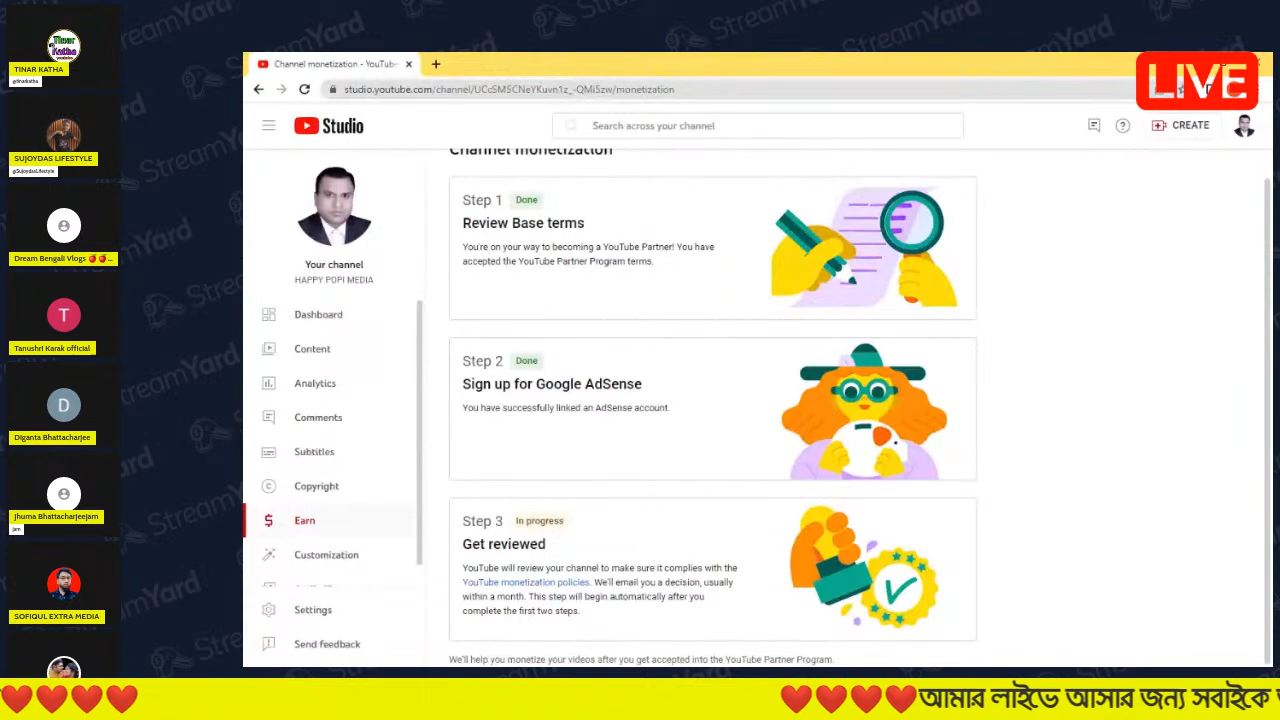 TINAR KATHA
@tinarkatha
SUJOYDAS LIFESTYLE
@SujoydasLifestyle
Dream Bengali Vlogs 🍎🍎...
T
Tanushri Karak official
D
Diganta Bhattacharjee
Jhuma Bhattacharjeejam
jam
SOFIQUL EXTRA MEDIA
StreamYard
Channel monetization - YouTube
LIVE
studio.youtube.com/channel/
/monetization
Studio
Search across your channel
CREATE
Channel monetization
Your channel
HAPPY POPI MEDIA
Dashboard
Content
Analytics
Comments
Subtitles
Copyright
Earn
Customization
Settings
Send feedback
Step 1 Done
Review Base terms
You're on your way to becoming a YouTube Partner! You have
accepted the YouTube Partner Program terms.
Step 2 Done
Sign up for Google AdSense
You have successfully linked an AdSense account.
Step 3 In progress
Get reviewed
YouTube will review your channel to make sure it complies with the
YouTube monetization policies. We'll email you a decision, usually
within a month. This step will begin automatically after you
complete the first two steps.
We'll help you monetize your videos after you get accepted into the YouTube Partner Program.
❤️❤️❤️❤️ ❤️❤️❤️❤️আমার লাইভে আসার জন্য সবাইকে